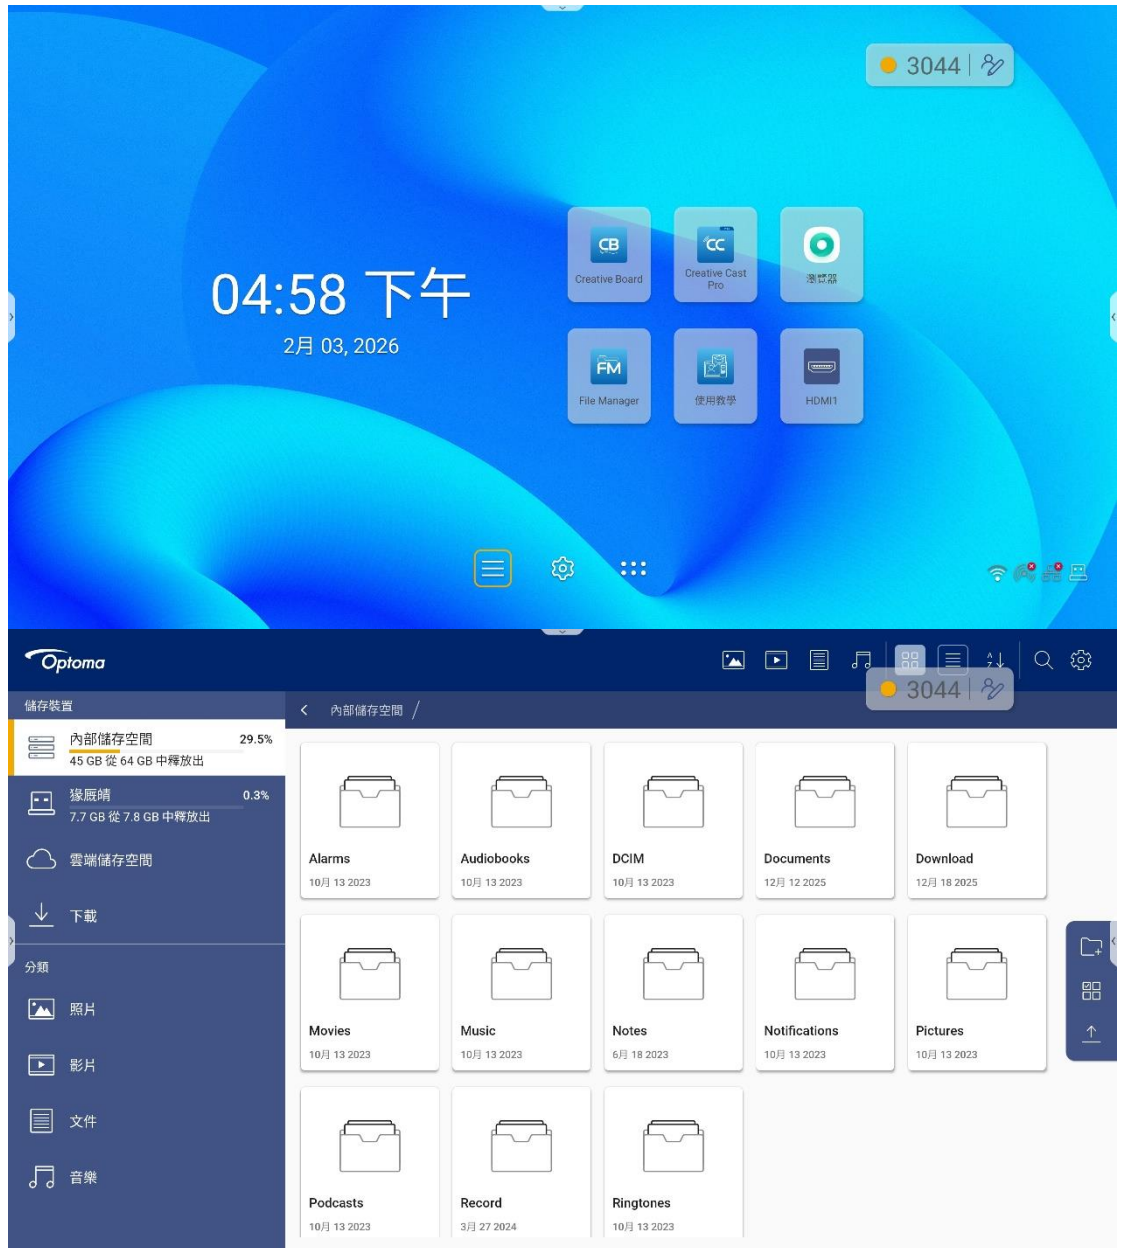 3044
04:58 下午
2月 03, 2026
Creative Board
Creative Cast
Pro
瀏覽器
File Manager
使用教學
HDMI1
Optoma
3044
儲存裝置
內部儲存空間 29.5%
45 GB 從 64 GB 中釋放出
猭厩皘 0.3%
7.7 GB 從 7.8 GB 中釋放出
雲端儲存空間
下載
分類
照片
影片
文件
音樂
內部儲存空間 /
Alarms
10月 13 2023
Audiobooks
10月 13 2023
DCIM
10月 13 2023
Documents
12月 12 2025
Download
12月 18 2025
Movies
10月 13 2023
Music
10月 13 2023
Notes
6月 18 2023
Notifications
10月 13 2023
Pictures
10月 13 2023
Podcasts
10月 13 2023
Record
3月 27 2024
Ringtones
10月 13 2023